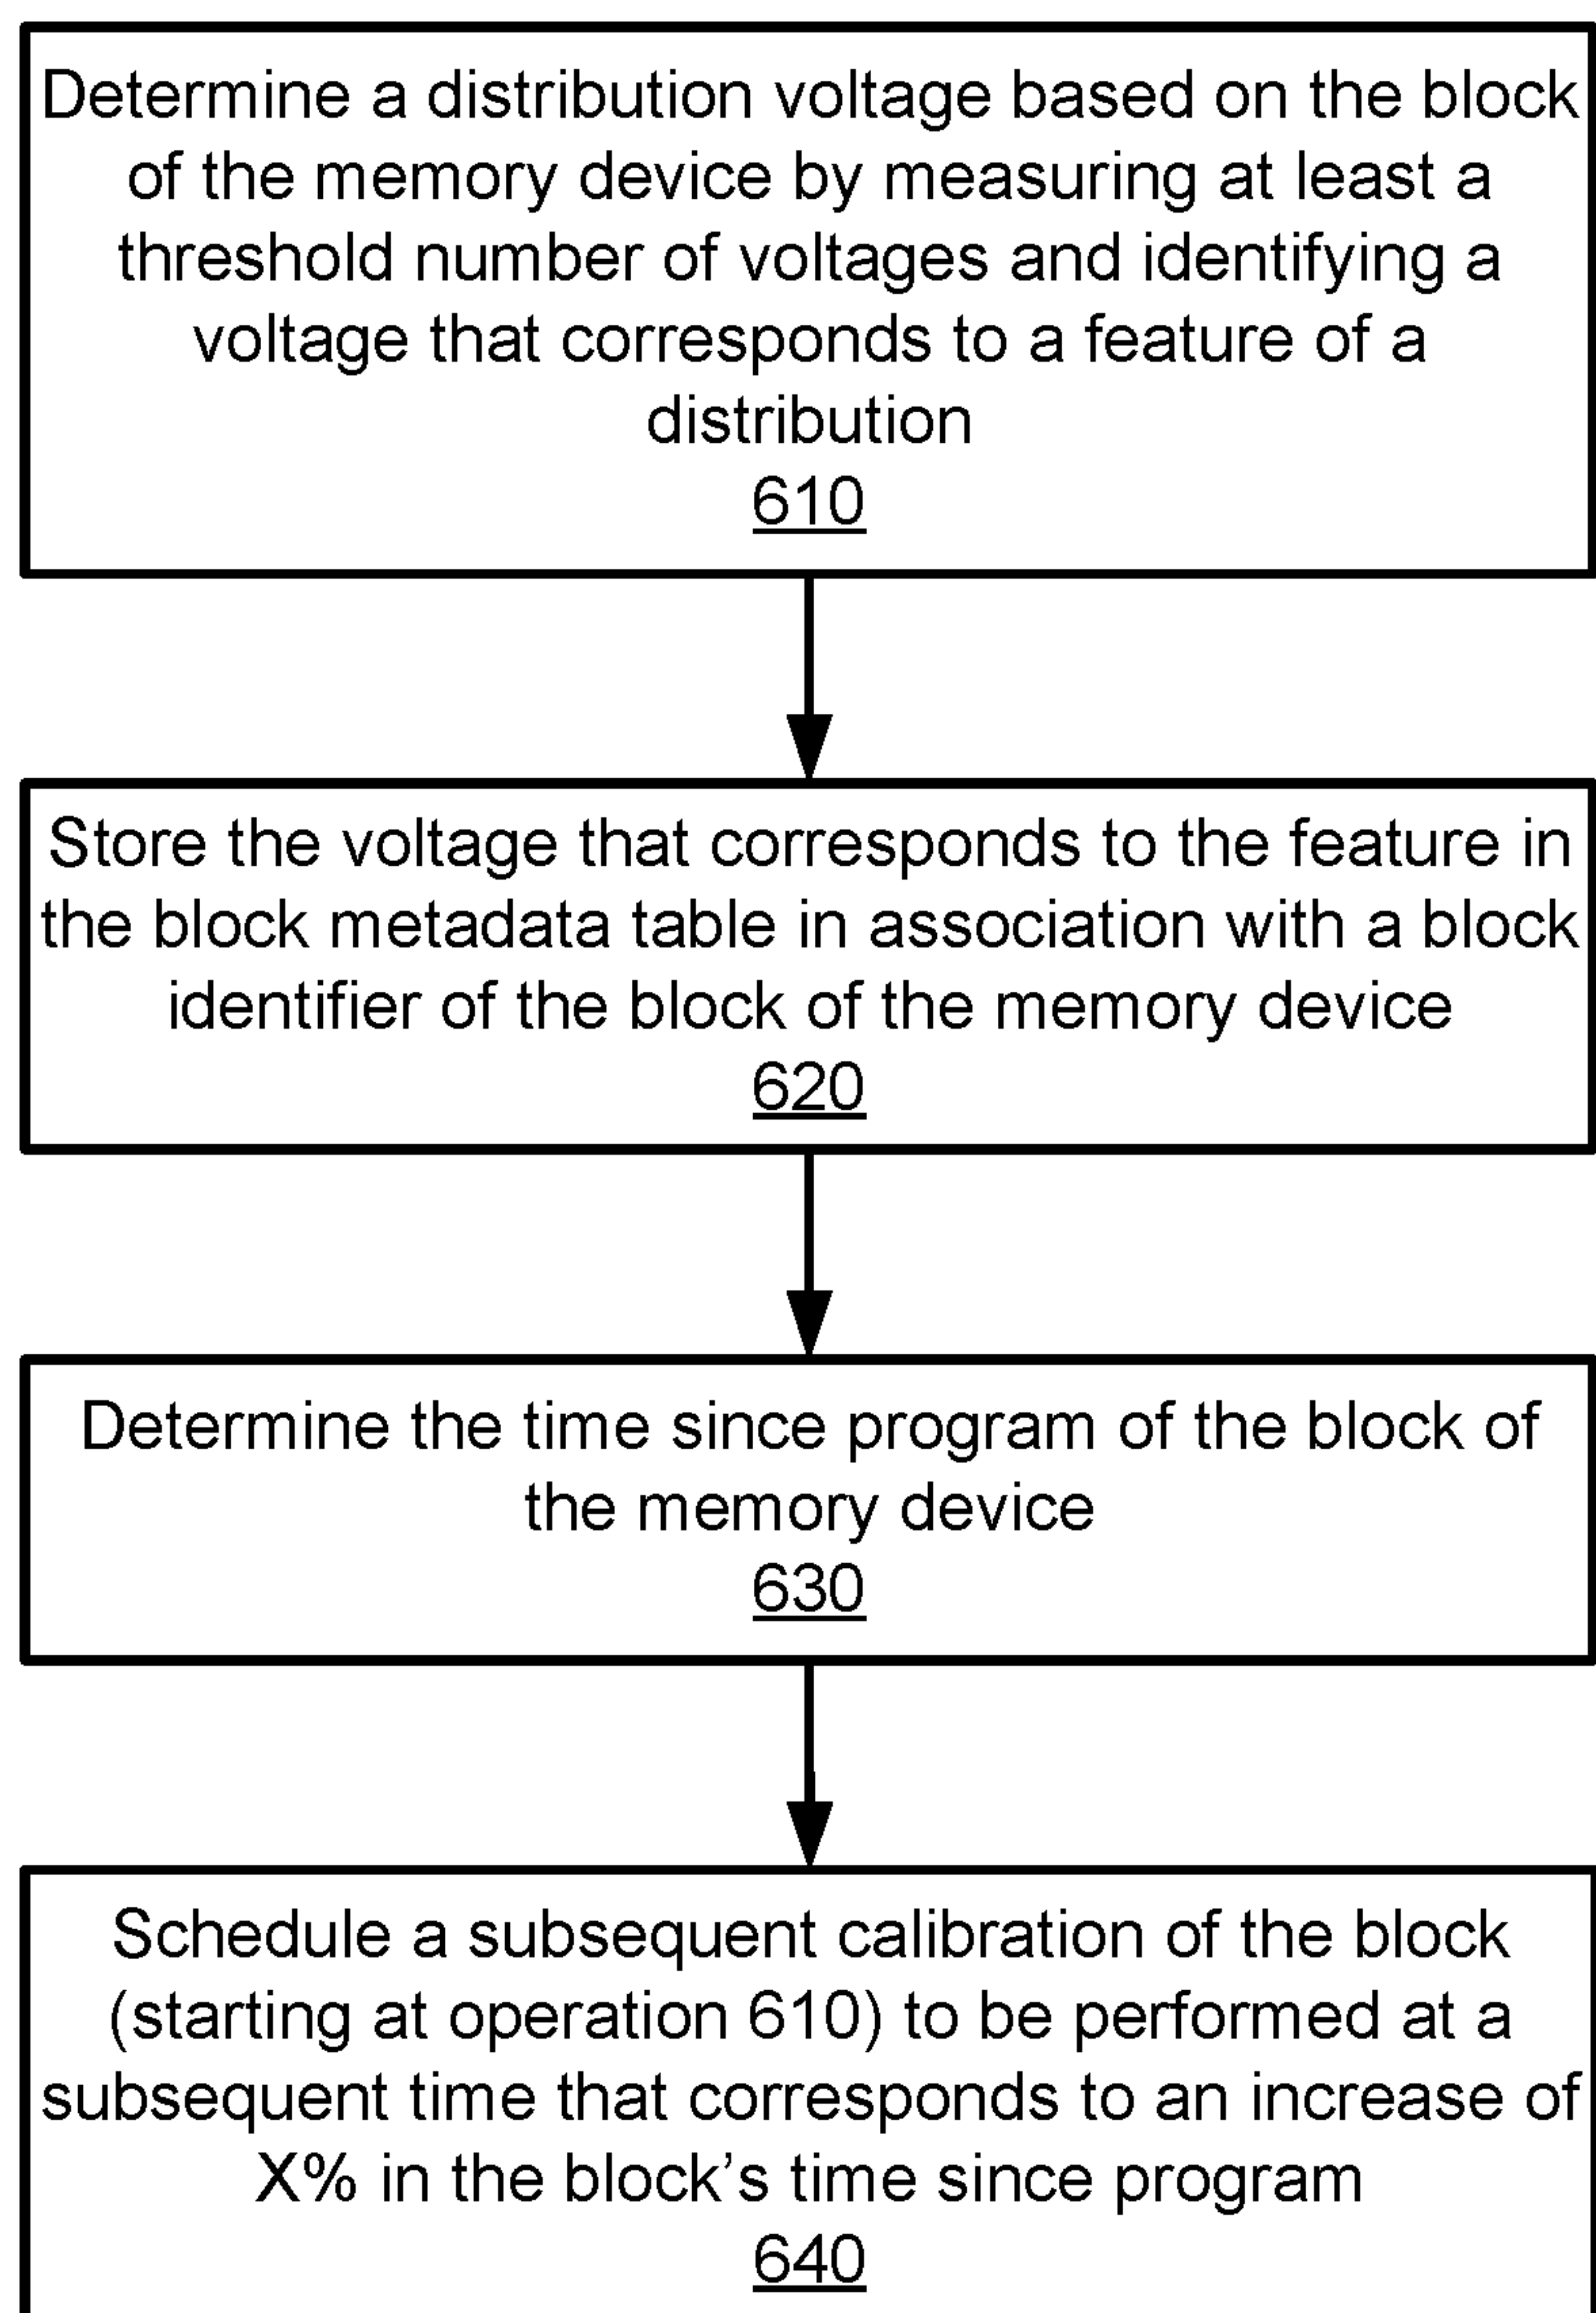 Determine a distribution voltage based on the block
of the memory device by measuring at least a
threshold number of voltages and identifying a
voltage that corresponds to a feature of a
distribution
610
Store the voltage that corresponds to the feature in
the block metadata table in association with a block
identifier of the block of the memory device
620
Determine the time since program of the block of
the memory device
630
Schedule a subsequent calibration of the block
(starting at operation 610) to be performed at a
subsequent time that corresponds to an increase of
X% in the block’s time since program
640